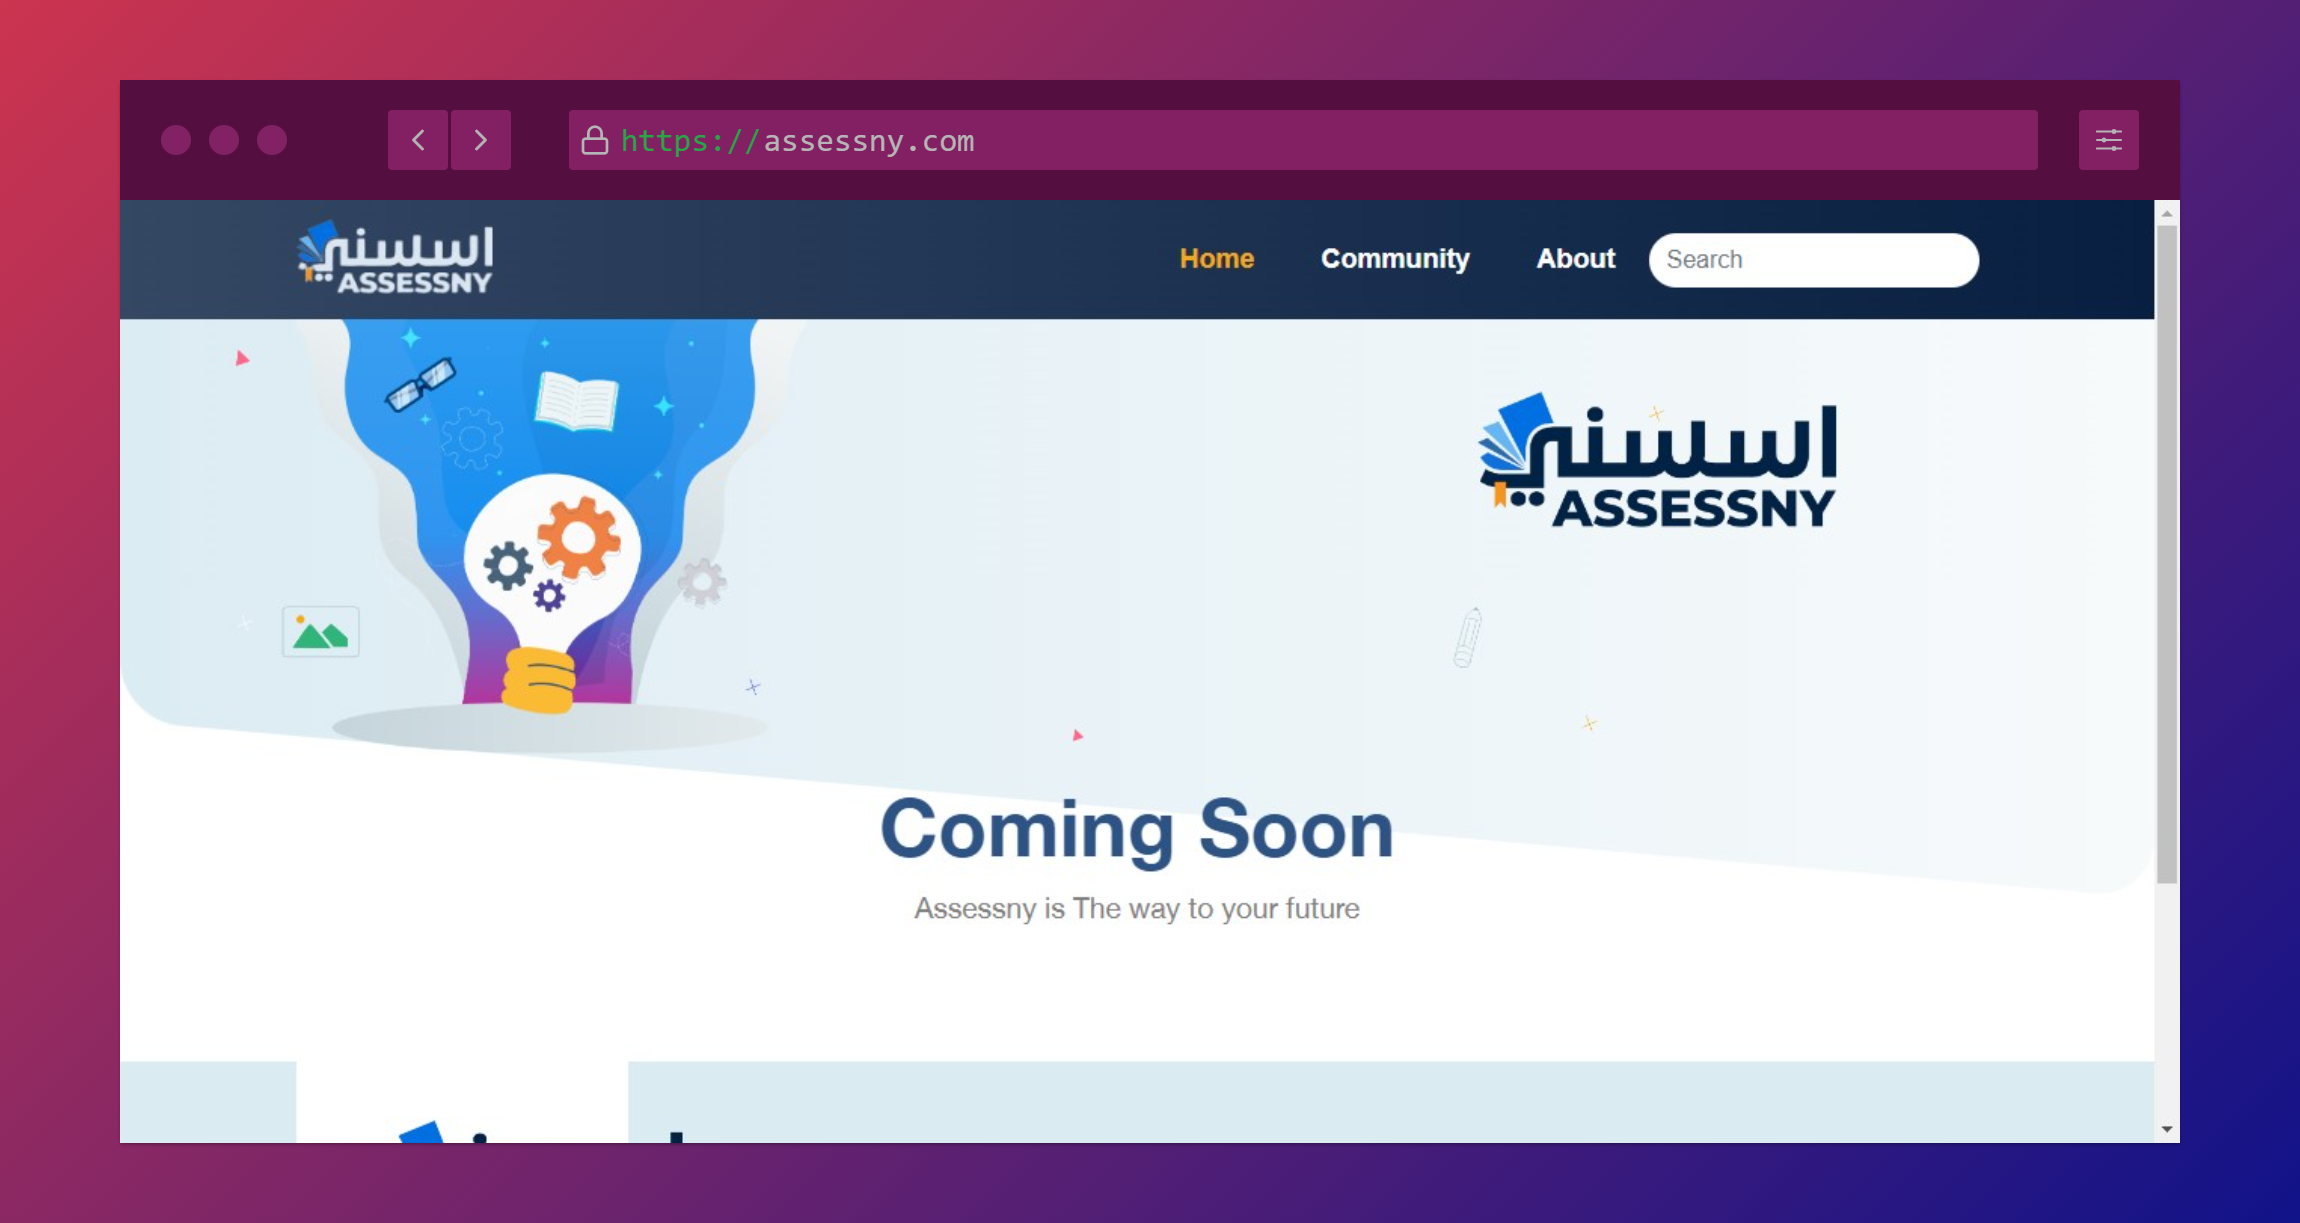 https://assessny.com
اسسني
ASSESSNY
Home
Community
About
Search
اسسني
ASSESSNY
Coming Soon
Assessny is The way to your future